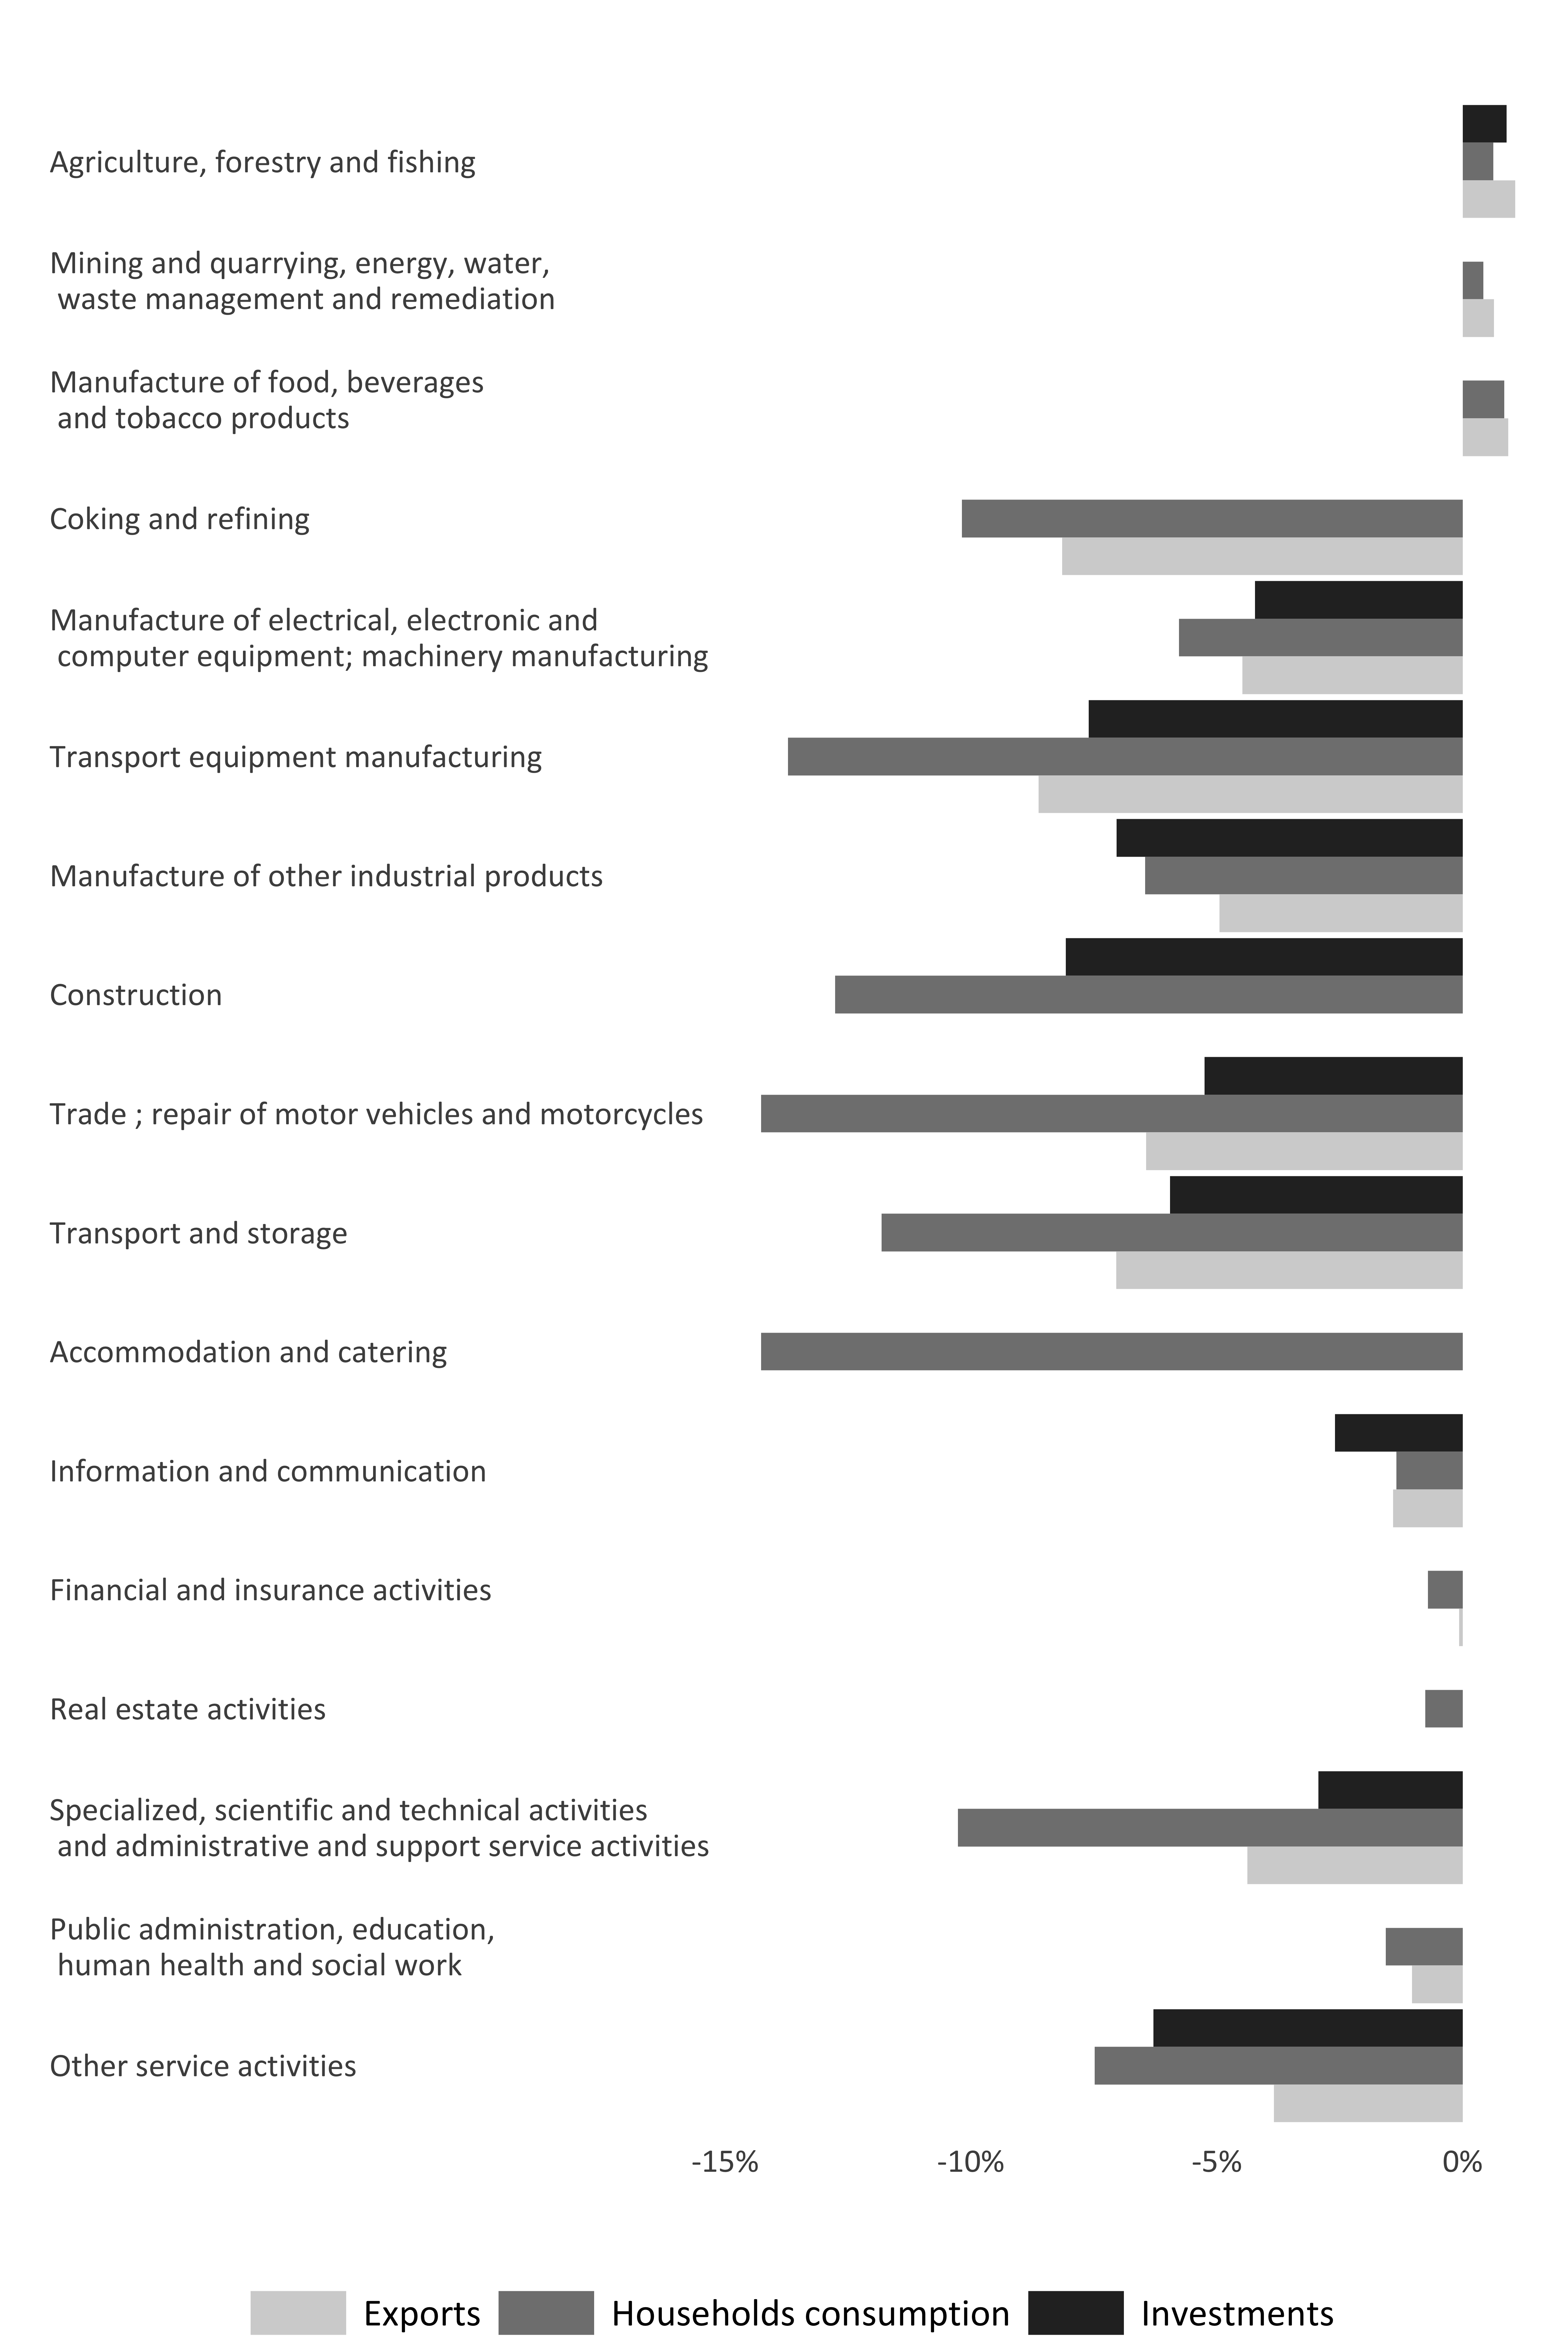 Agriculture, forestry and fishing
Mining and quarrying, energy, water,
waste management and remediation
Manufacture of food, beverages
and tobacco products
Coking and refining
Manufacture of electrical, electronic and
computer equipment; machinery manufacturing
Transport equipment manufacturing
Manufacture of other industrial products
Construction
Trade ; repair of motor vehicles and motorcycles
Transport and storage
Accommodation and catering
Information and communication
Financial and insurance activities
Real estate activities
Specialized, scientific and technical activities
and administrative and support service activities
Public administration, education,
human health and social work
Other service activities
-15% -10% -5% 0%
Exports Households consumption Investments